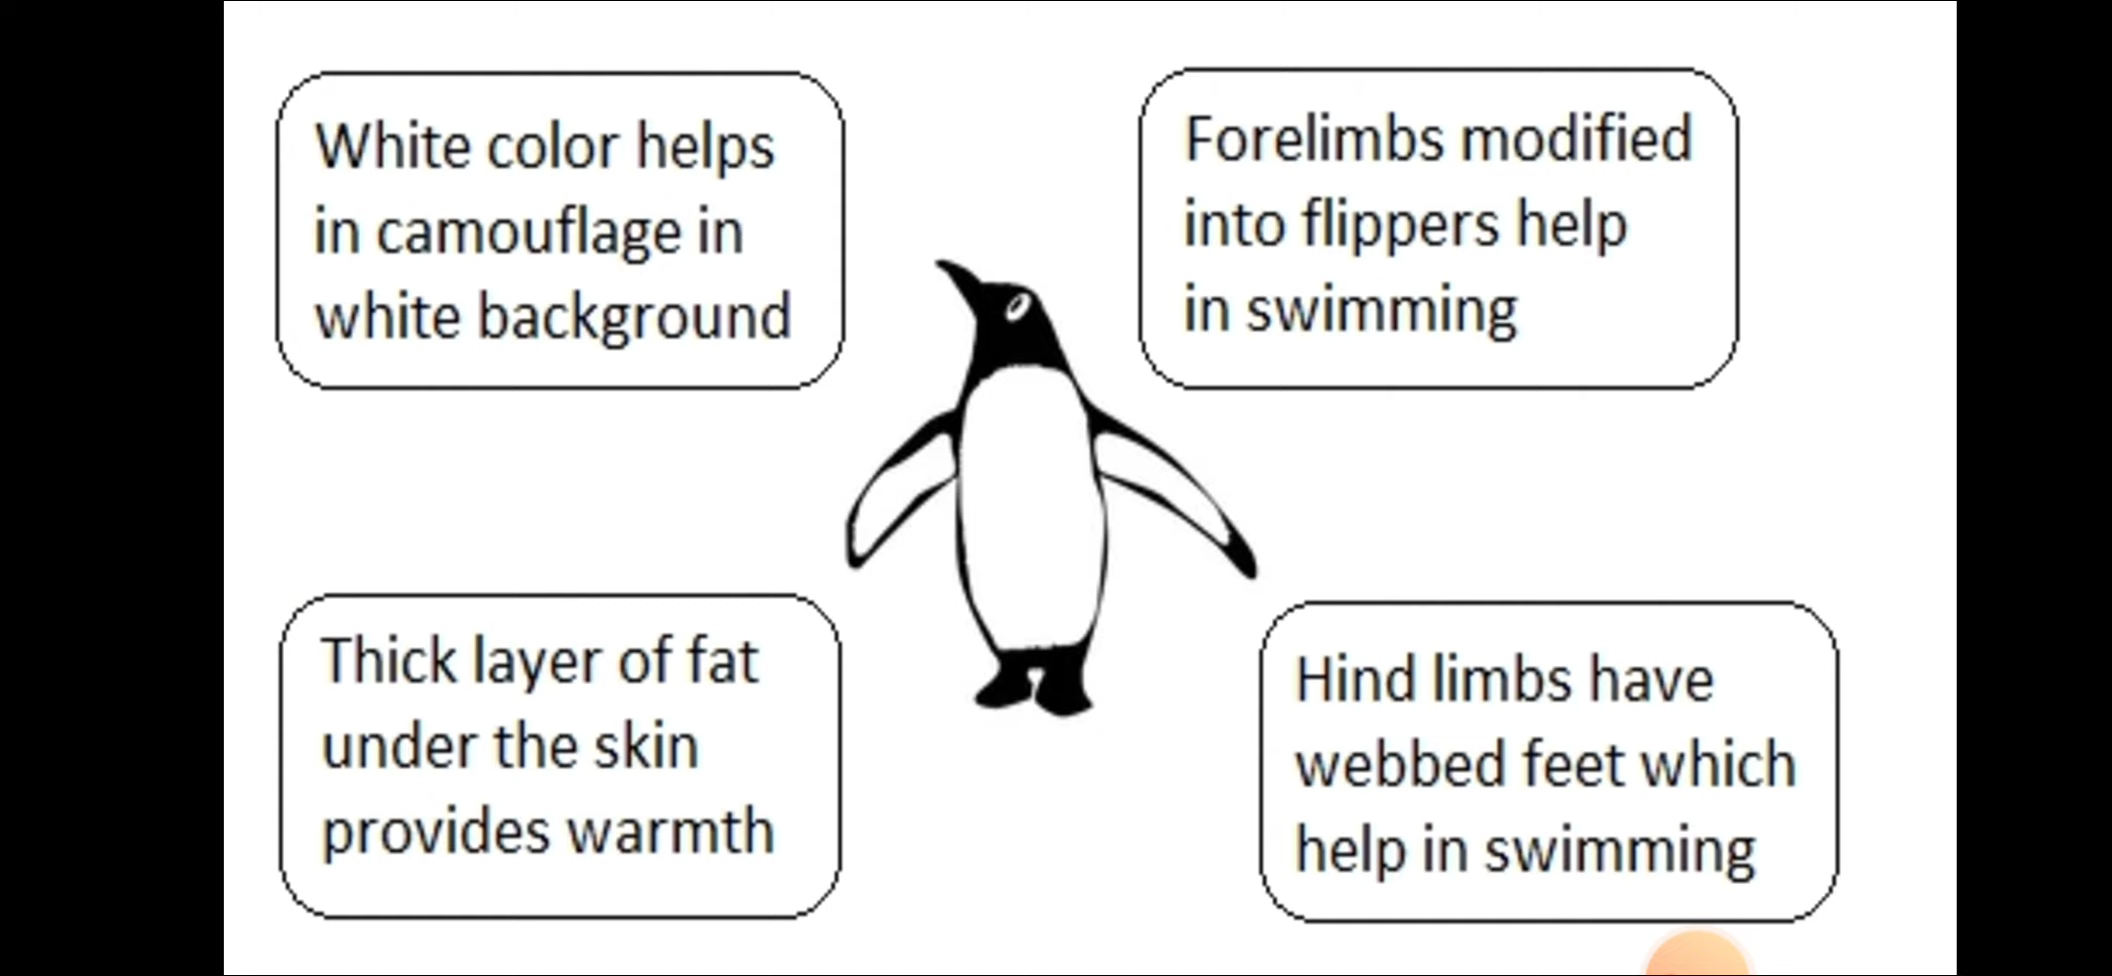 White color helps
in camouflage in
white background
Forelimbs modified
into flippers help
in swimming
Thick layer of fat
under the skin
provides warmth
Hind limbs have
webbed feet which
help in swimming